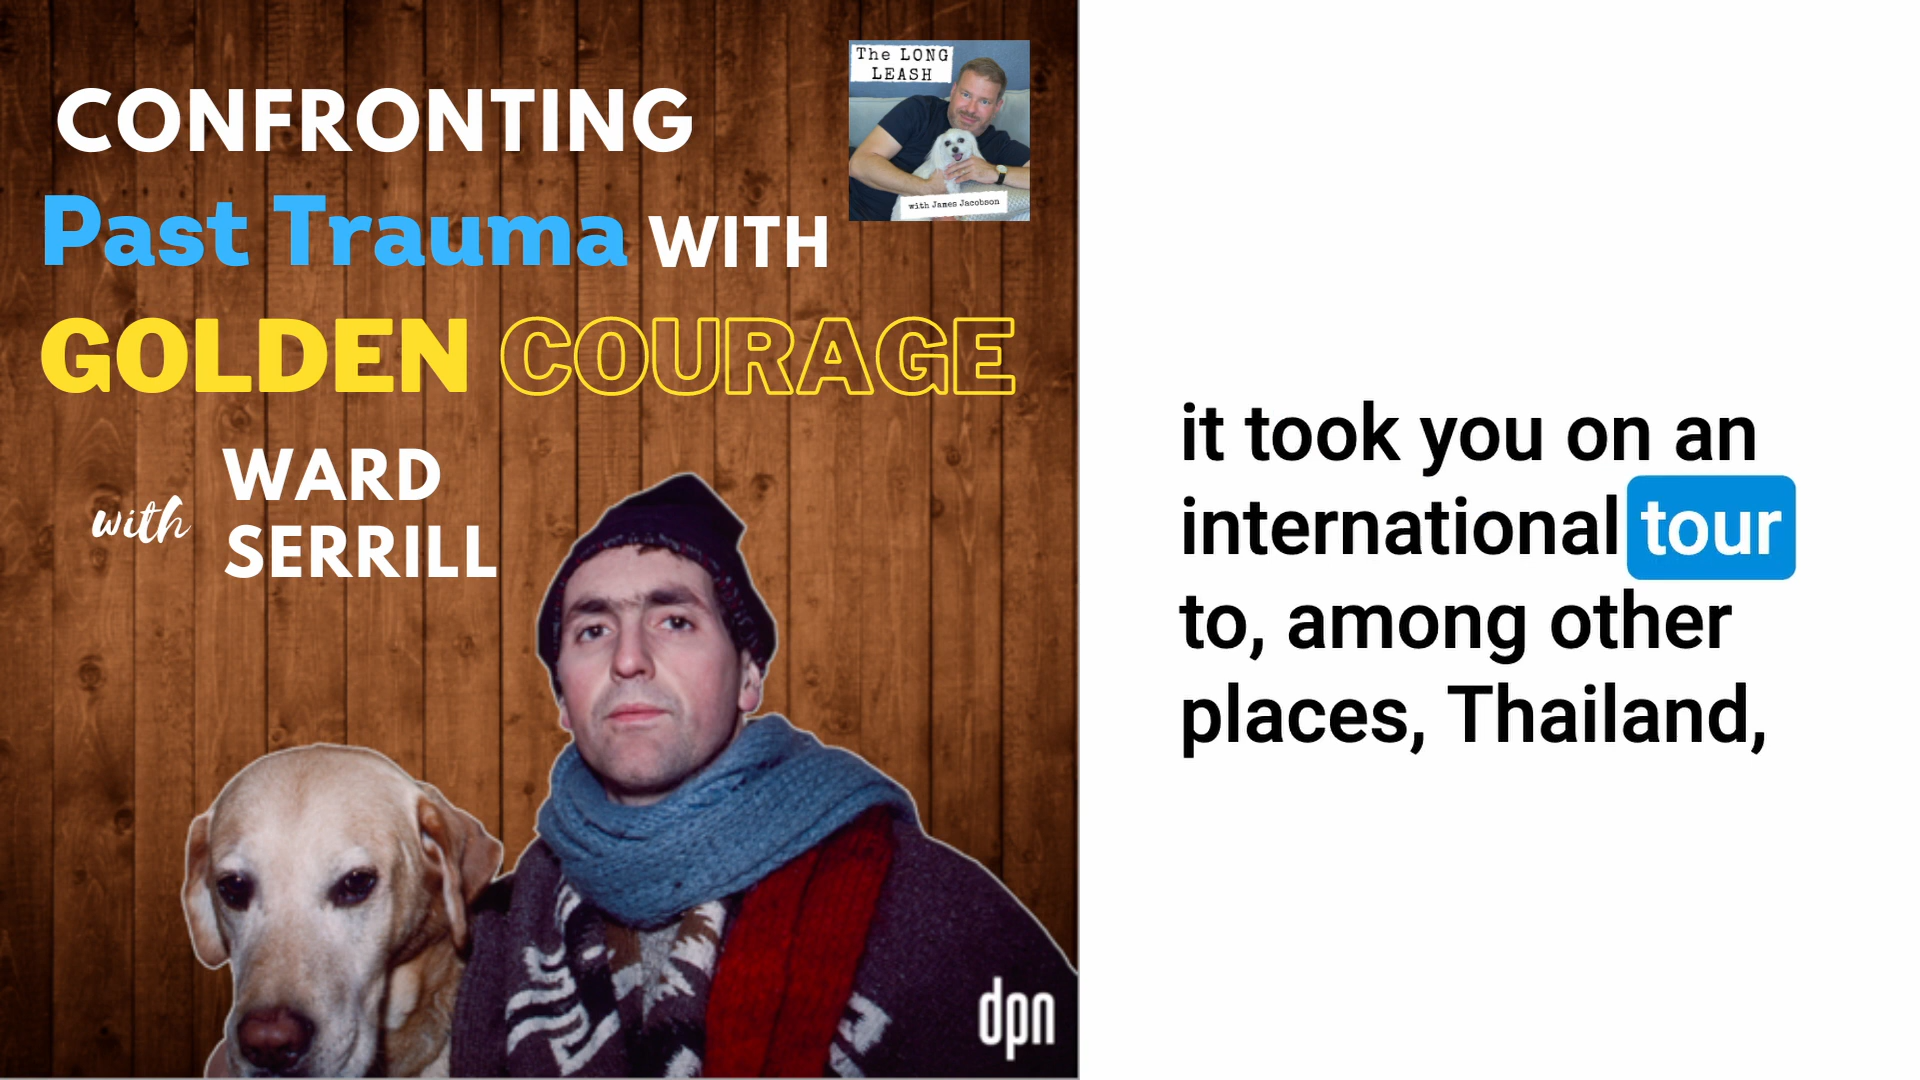 CONFRONTING
Past Trauma WITH
GOLDEN COURAGE
with WARD
SERRILL
The LONG
LEASH
with James Jacobson
dpn
it took you on an
international tour
to, among other
places, Thailand,